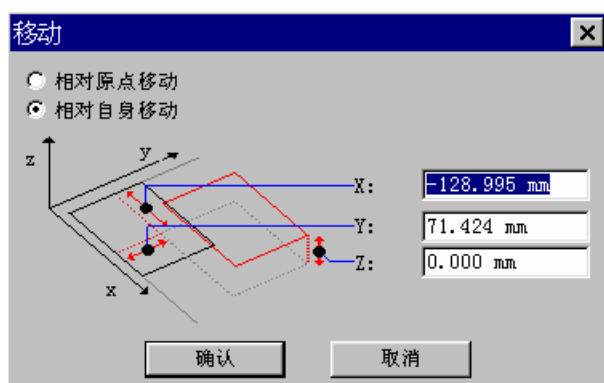 移动
相对原点移动
相对自身移动
z
y
x
X: -128.995 mm
Y: 71.424 mm
Z: 0.000 mm
确认 取消